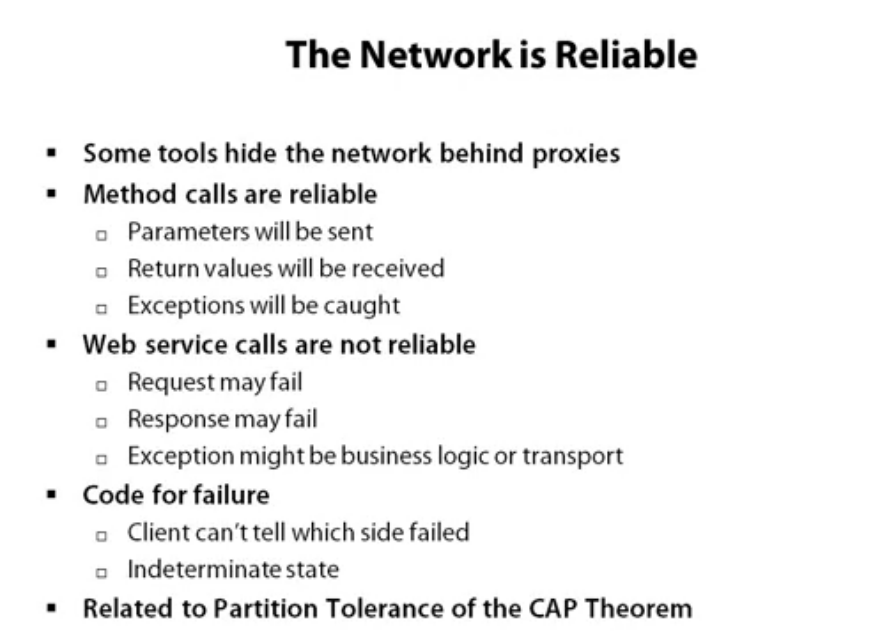 The Network is Reliable
Some tools hide the network behind proxies
Method calls are reliable
Parameters will be sent
Return values will be received
Exceptions will be caught
Web service calls are not reliable
Request may fail
Response may fail
Exception might be business logic or transport
Code for failure
Client can't tell which side failed
Indeterminate state
Related to Partition Tolerance of the CAP Theorem